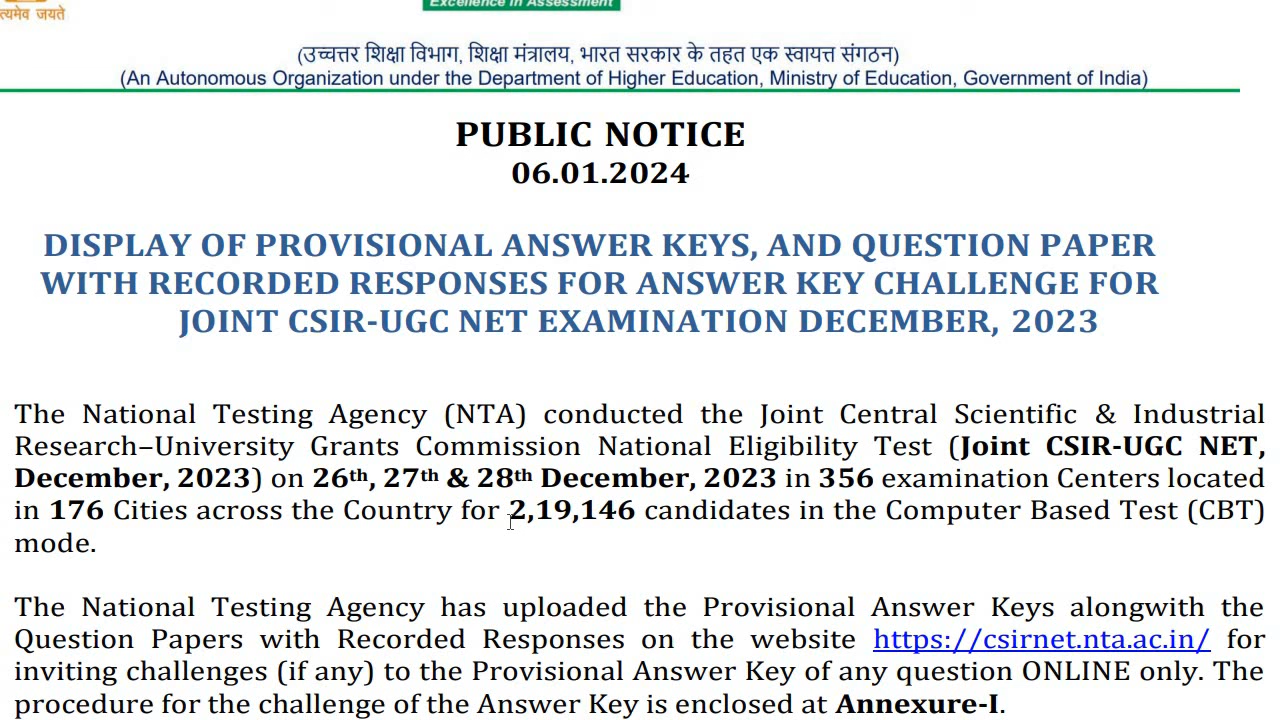 त्यमेव जयते
Excellence in Assessment
(उच्चत्तर शिक्षा विभाग, शिक्षा मंत्रालय, भारत सरकार के तहत एक स्वायत्त संगठन)
(An Autonomous Organization under the Department of Higher Education, Ministry of Education, Government of India)
PUBLIC NOTICE
06.01.2024
DISPLAY OF PROVISIONAL ANSWER KEYS, AND QUESTION PAPER
WITH RECORDED RESPONSES FOR ANSWER KEY CHALLENGE FOR
JOINT CSIR-UGC NET EXAMINATION DECEMBER, 2023
The National Testing Agency (NTA) conducted the Joint Central Scientific & Industrial
Research–University Grants Commission National Eligibility Test (Joint CSIR-UGC NET,
December, 2023) on 26th, 27th & 28th December, 2023 in 356 examination Centers located
in 176 Cities across the Country for 2,19,146 candidates in the Computer Based Test (CBT)
mode.
The National Testing Agency has uploaded the Provisional Answer Keys alongwith the
Question Papers with Recorded Responses on the website https://csirnet.nta.ac.in/ for
inviting challenges (if any) to the Provisional Answer Key of any question ONLINE only. The
procedure for the challenge of the Answer Key is enclosed at Annexure-I.